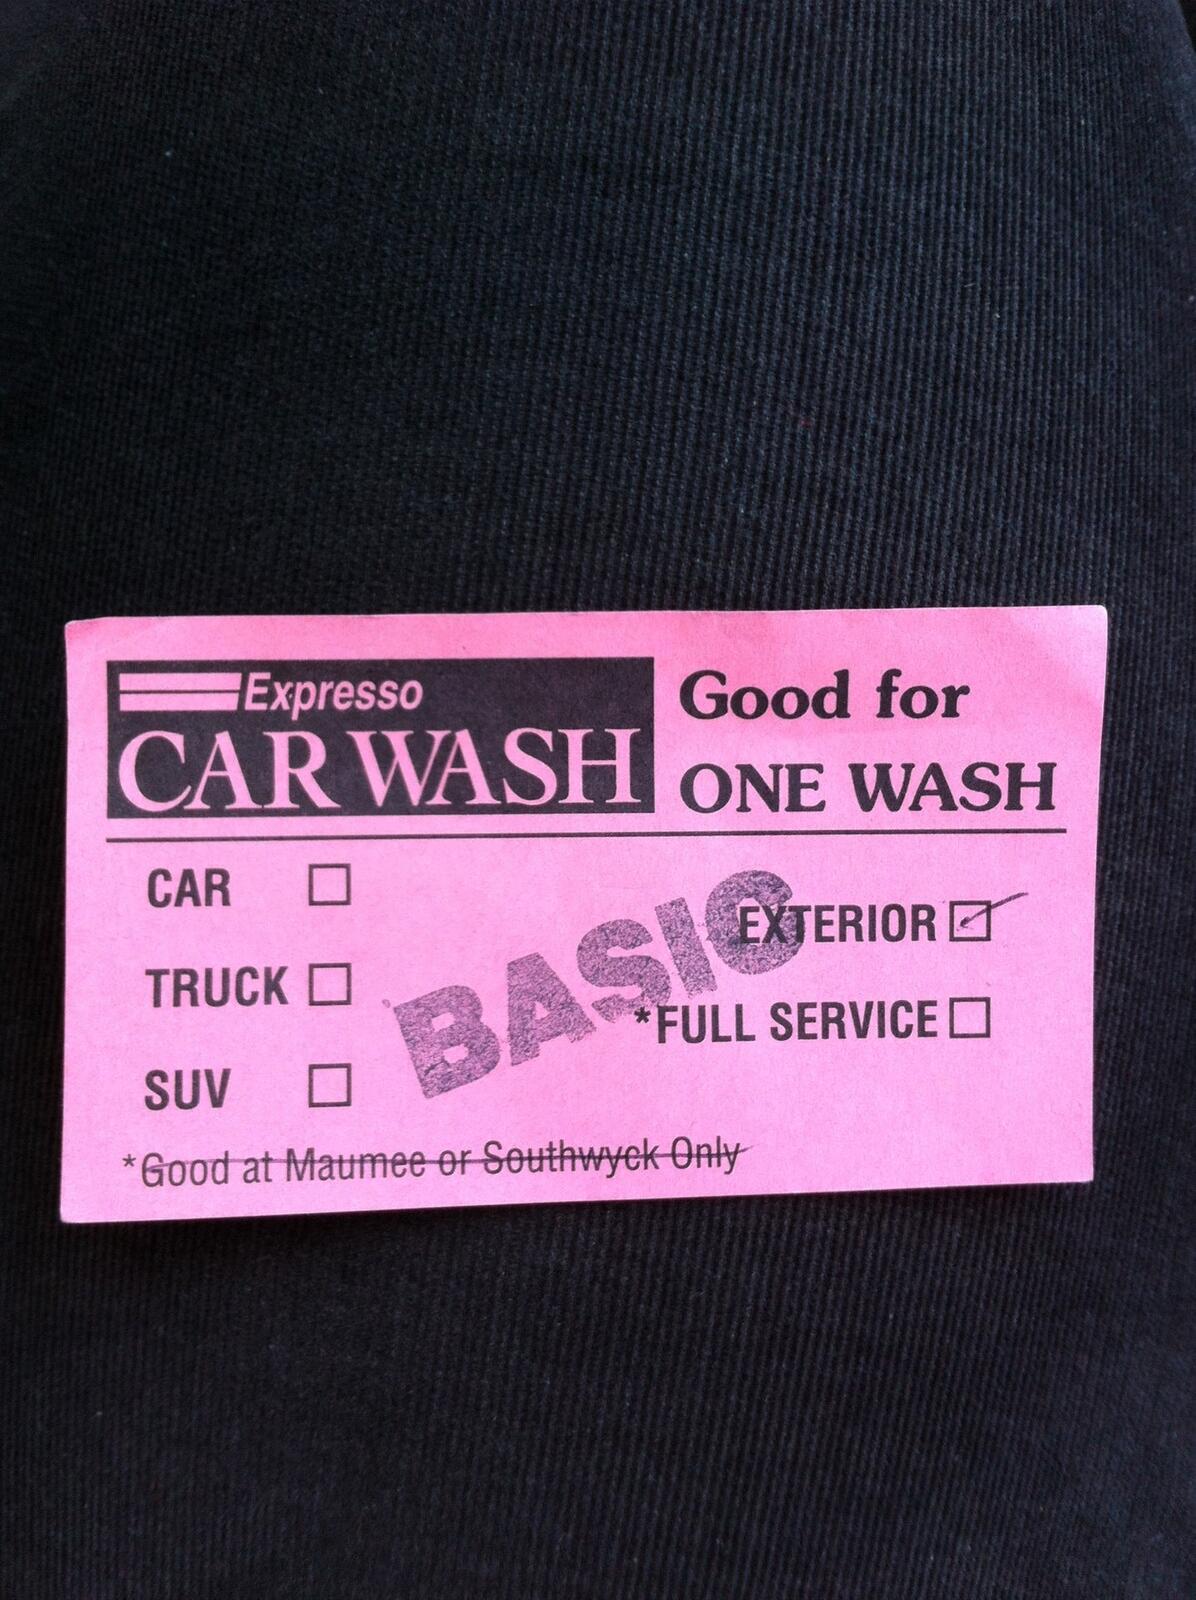 Expresso
CAR WASH
Good for
ONE WASH
CAR
TRUCK
SUV
BASIC
EXTERIOR
*FULL SERVICE
*Good at Maumee or Southwyck Only